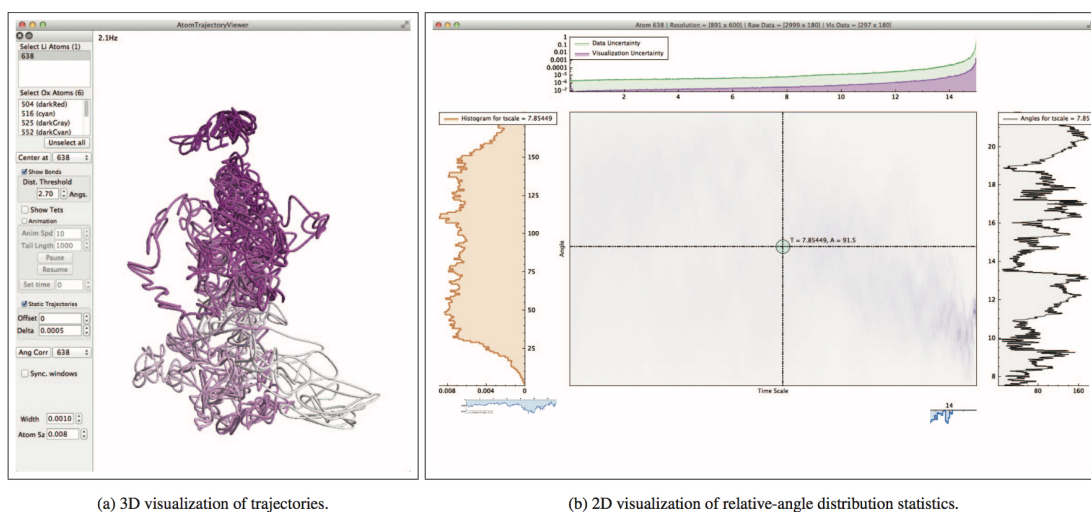 AtomTrajectoryViewer
2.1Hz
Select Li Atoms (1)
638
Select Ox Atoms (6)
504 (darkRed)
516 (cyan)
525 (darkGray)
552 (darkCyan)
Unselect all
Center at 638
Show Bonds
Dist. Threshold
2.70 Angs.
Show Tets
Animation
Anim Spd 10
Tail Lngth 1000
Pause
Resume
Set time 0
Static Trajectories
Offset 0
Delta 0.0005
Ang Corr 638
Sync. windows
Width 0.0010
Atom Sz 0.008
(a) 3D visualization of trajectories.
Atom 638 | Resolution = [891 x 600] | Raw Data = [2999 x 180] | Vis Data = [297 x 180]
Data Uncertainty
Visualization Uncertainty
1
0.1
0.01
0.001
0.0001
10-5
10-6
10-7
2 4 6 8 10 12 14
Histogram for tscale = 7.85449
150
125
100
75
50
25
0.008 0.004 0
Angle
T = 7.85449, A = 91.5
Time Scale
Angles for tscale = 7.85
20
18
16
14
12
10
8
80 160
14
(b) 2D visualization of relative-angle distribution statistics.